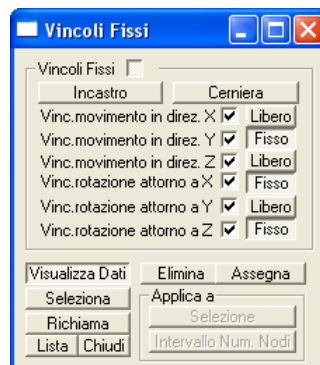 Vincoli Fissi
Vincoli Fissi
Incastro Cerniera
Vinc.movimento in direz. X Libero
Vinc.movimento in direz. Y Fisso
Vinc.movimento in direz. Z Libero
Vinc.rotazione attorno a X Fisso
Vinc.rotazione attorno a Y Libero
Vinc.rotazione attorno a Z Fisso
Visualizza Dati Elimina Assegna
Seleziona Applica a
Richiama Selezione
Lista Chiudi Intervallo Num. Nodi